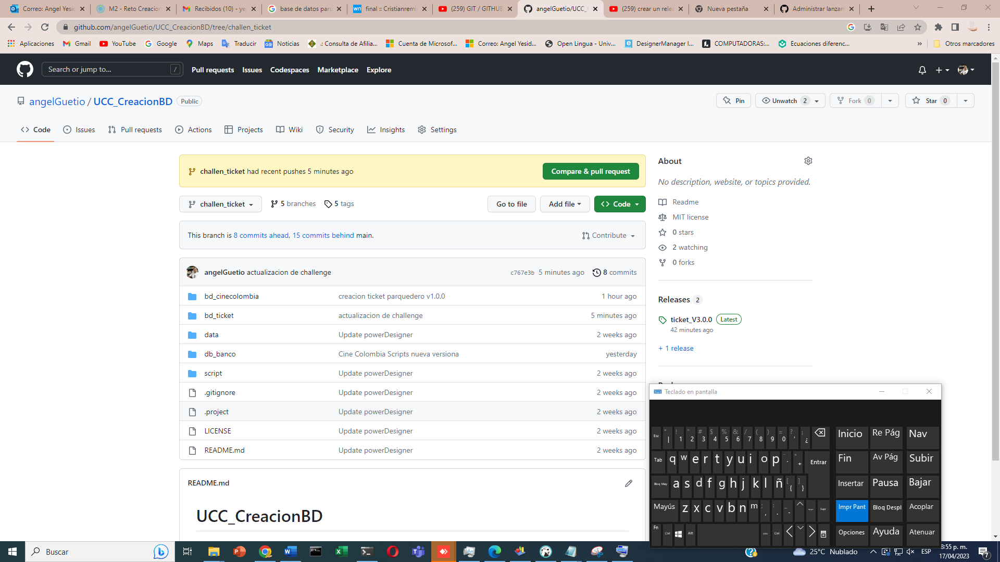 Correo: Angel Yesid
M2 - Reto Creacion
Recibidos (10) - ye
base de datos parc
final :: Cristianremi
(259) GIT / GITHUB
angelGuetio/UCC_C
(259) crear un rele
Nueva pestaña
Administrar lanzam
github.com/angelGuetio/UCC_CreacionBD/tree/challen_ticket
Aplicaciones
Gmail
YouTube
Google
Maps
Traducir
Noticias
.: Consulta de Afilia...
Cuenta de Microsof...
Correo: Angel Yesid...
Open Lingua - Univ...
DesignerManager I...
COMPUTADORAS:...
Ecuaciones diferenc...
»
Otros marcadores
Search or jump to... /
Pull requests
Issues
Codespaces
Marketplace
Explore
angelGuetio / UCC_CreacionBD Public
Pin
Unwatch 2
Fork 0
Star 0
Code
Issues
Pull requests
Actions
Projects
Wiki
Security
Insights
Settings
challen_ticket had recent pushes 5 minutes ago
Compare & pull request
challen_ticket
5 branches
5 tags
Go to file
Add file
Code
This branch is 8 commits ahead, 15 commits behind main.
Contribute
angelGuetio actualizacion de challenge
c767e3b 5 minutes ago
8 commits
bd_cinecolombia creacion ticket parquedero v1.0.0 1 hour ago
bd_ticket actualizacion de challenge 5 minutes ago
data Update powerDesigner 2 weeks ago
db_banco Cine Colombia Scripts nueva versiona yesterday
script Update powerDesigner 2 weeks ago
.gitignore Update powerDesigner 2 weeks ago
.project Update powerDesigner 2 weeks ago
LICENSE Update powerDesigner 2 weeks ago
README.md Update powerDesigner 2 weeks ago
README.md
UCC_CreacionBD
About
No description, website, or topics provided.
Readme
MIT license
0 stars
2 watching
0 forks
Releases 2
ticket_V3.0.0 Latest
42 minutes ago
+ 1 release
Teclado en pantalla
Esc ° | ! 1 " 2 # 3 $ 4 % 5 & 6 / 7 ( 8 ) 9 = 0 ? ' ¡ ¿ Inicio Re Pág Nav
Tab q w e r t y u i o p ¨ ´ * + Entrar Fin Av Pág Subir
Bloq May a s d f g h j k l ñ [ { ] } Insertar Pausa Bajar
Mayús z x c v b n m ; , : . _ - Supr Impr Pant Bloq Despl Acoplar
Fn Ctrl Alt Ctrl Opciones Ayuda Atenuar
Buscar
25°C Nublado
ESP
8:55 p. m.
17/04/2023
7